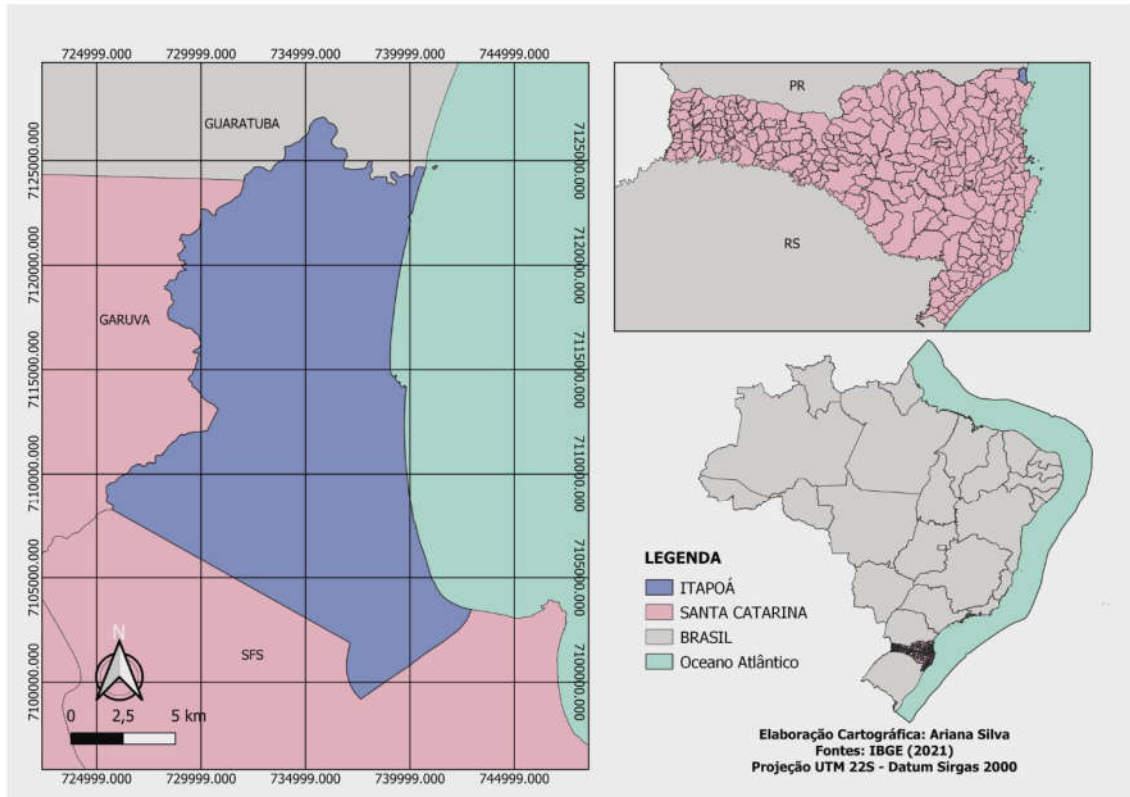 724999.000 729999.000 734999.000 739999.000 744999.000
GUARATUBA
7125000.000 7125000.000
7120000.000 7120000.000
GARUVA
7115000.000 7115000.000
7110000.000 7110000.000
7105000.000 7105000.000
N
SFS
7100000.000 7100000.000
0 2,5 5 km
724999.000 729999.000 734999.000 739999.000 744999.000
PR
RS
LEGENDA
ITAPOÁ
SANTA CATARINA
BRASIL
Oceano Atlântico
Elaboração Cartográfica: Ariana Silva
Fontes: IBGE (2021)
Projeção UTM 22S - Datum Sirgas 2000